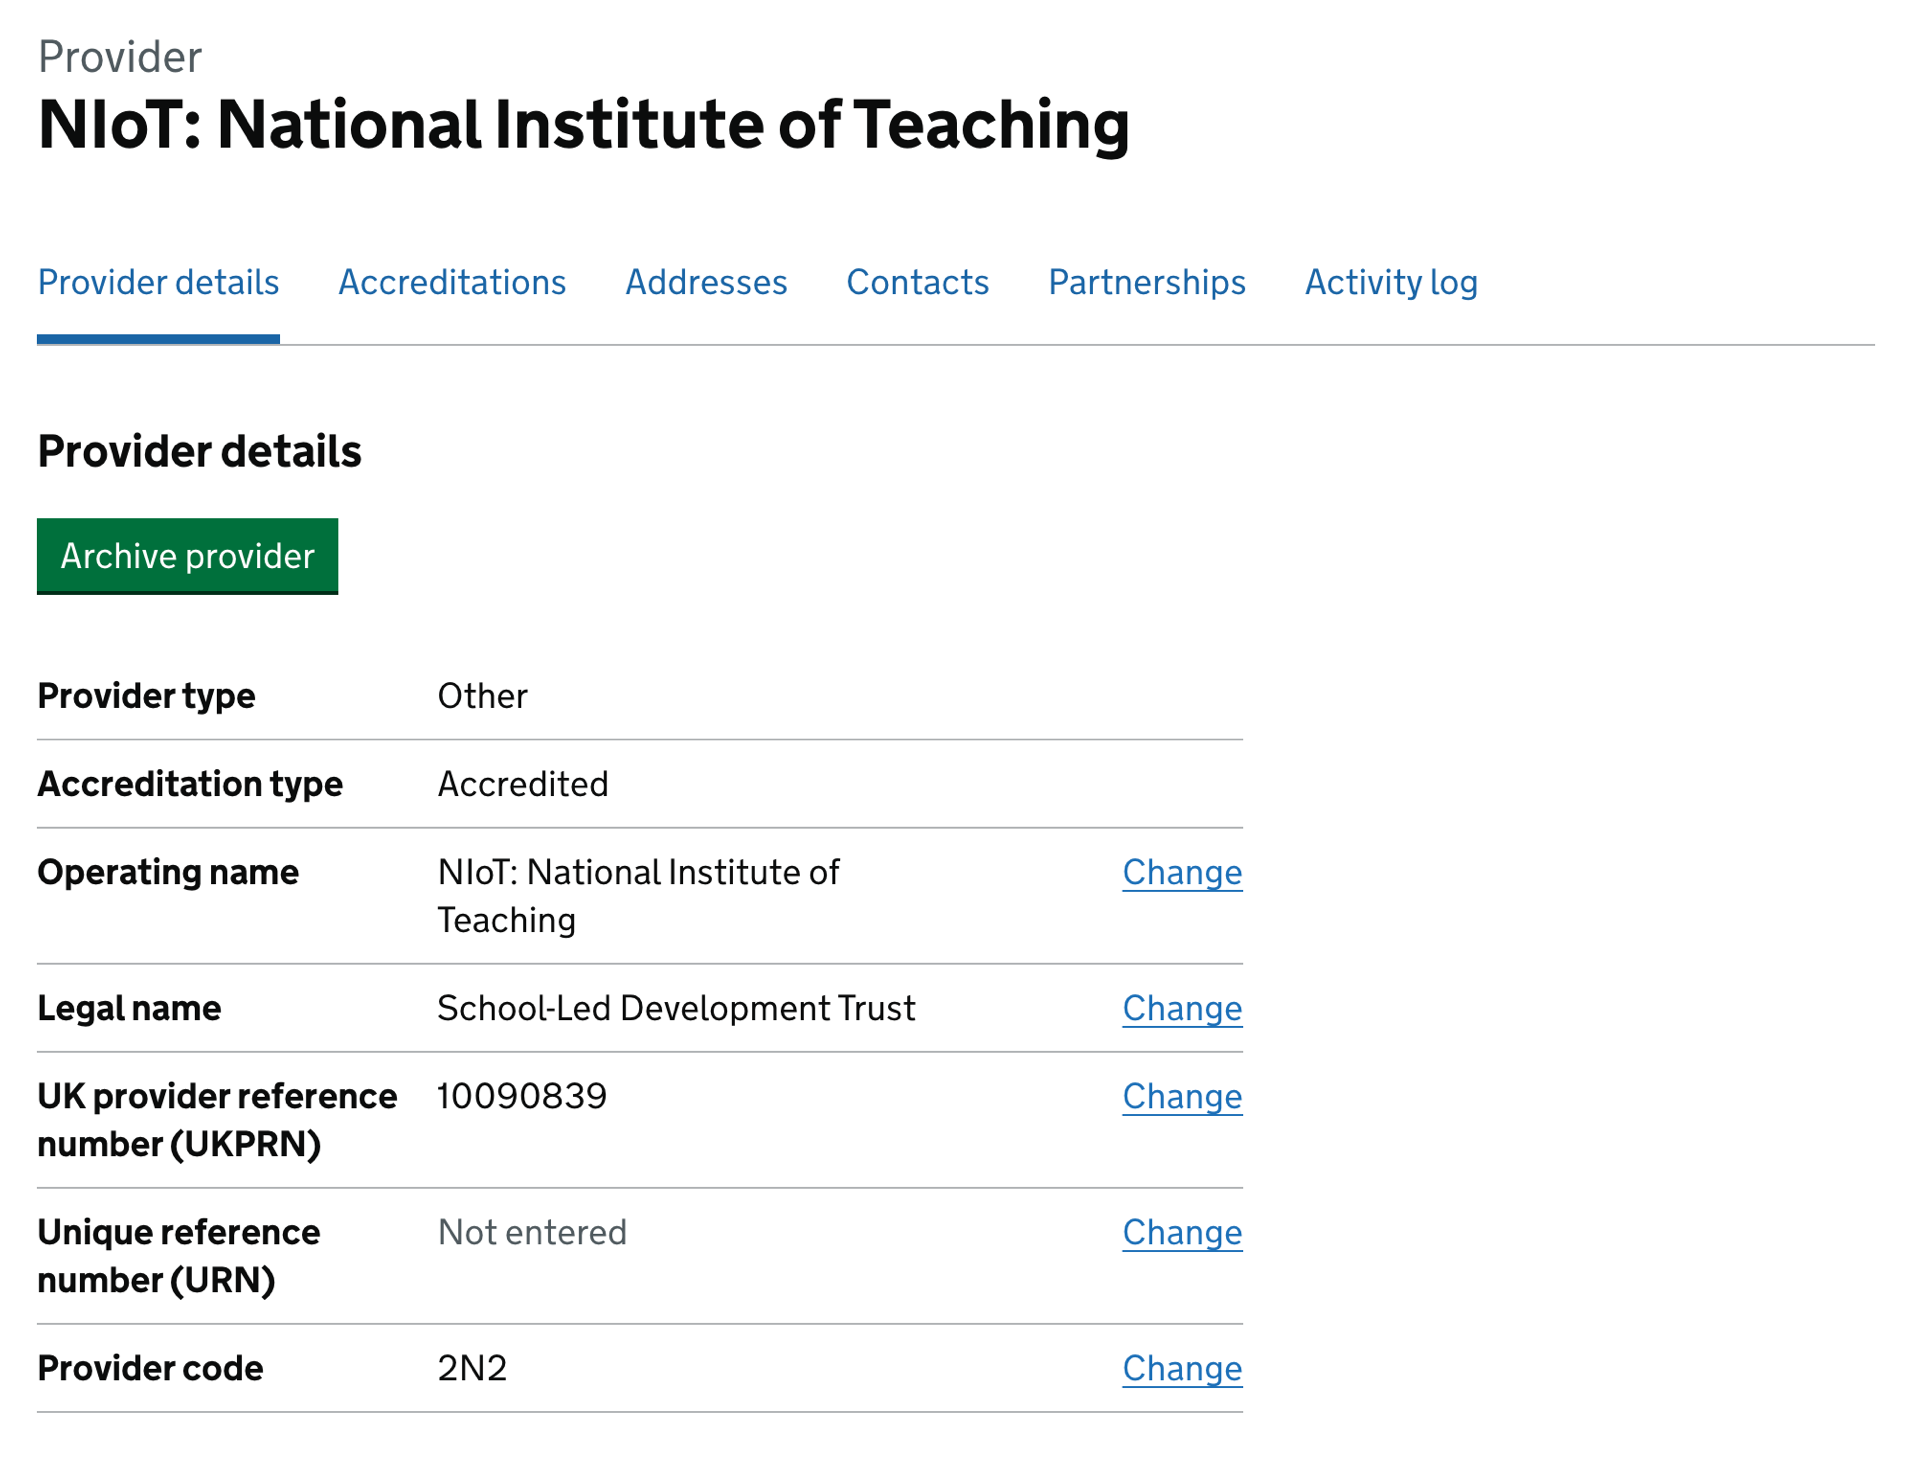 Provider
NIoT: National Institute of Teaching
Provider details Accreditations Addresses Contacts Partnerships Activity log
Provider details
Archive provider
Provider type Other
Accreditation type Accredited
Operating name NIoT: National Institute of Change
Teaching
Legal name School-Led Development Trust Change
UK provider reference 10090839 Change
number (UKPRN)
Unique reference Not entered Change
number (URN)
Provider code 2N2 Change